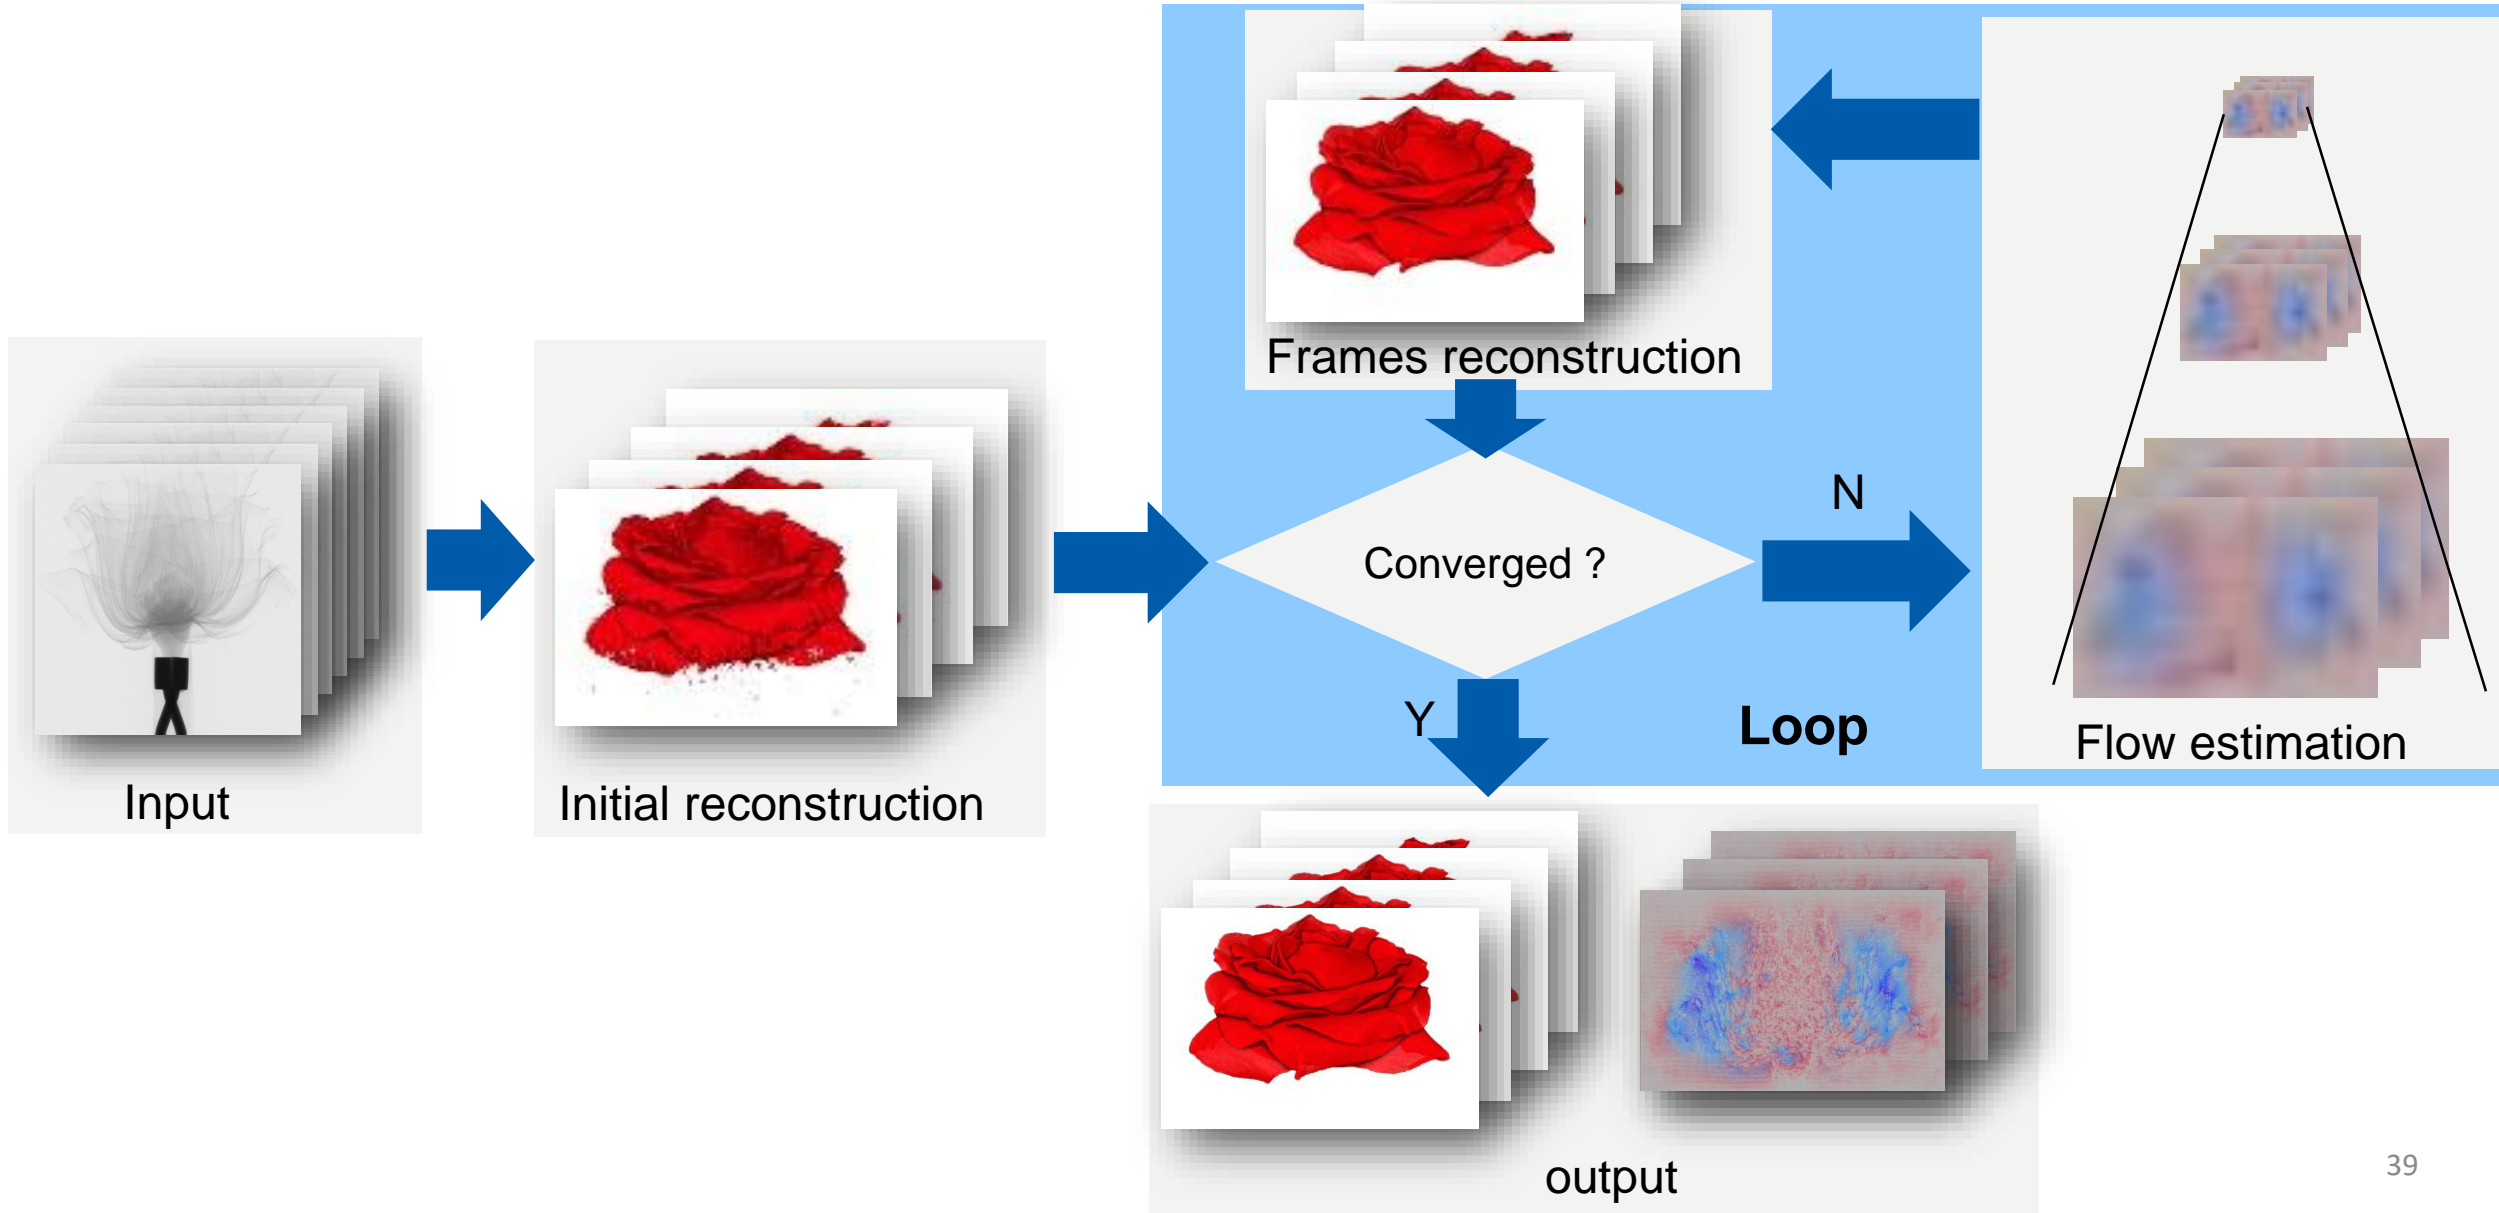 Input
Initial reconstruction
Frames reconstruction
Converged ?
N
Y
Loop
Flow estimation
output
39